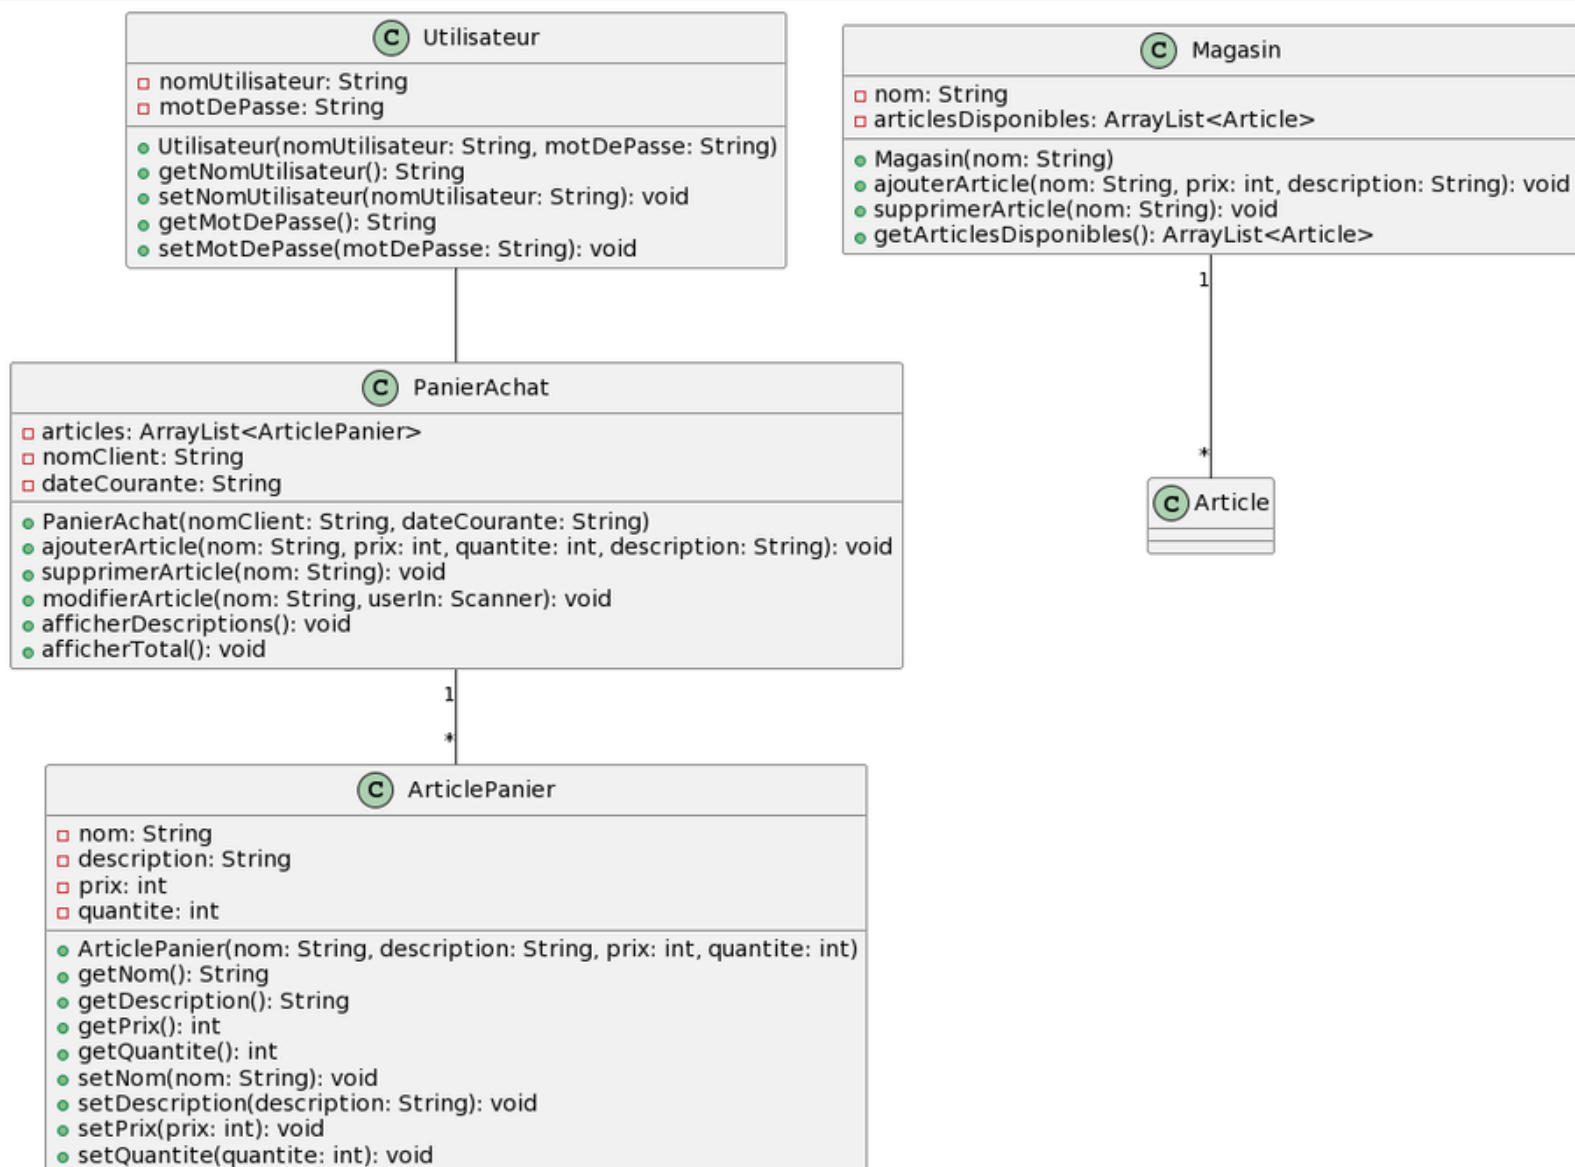 C Utilisateur
nomUtilisateur: String
motDePasse: String
Utilisateur(nomUtilisateur: String, motDePasse: String)
getNomUtilisateur(): String
setNomUtilisateur(nomUtilisateur: String): void
getMotDePasse(): String
setMotDePasse(motDePasse: String): void
C Magasin
nom: String
articlesDisponibles: ArrayList<Article>
Magasin(nom: String)
ajouterArticle(nom: String, prix: int, description: String): void
supprimerArticle(nom: String): void
getArticlesDisponibles(): ArrayList<Article>
1
*
C Article
C PanierAchat
articles: ArrayList<ArticlePanier>
nomClient: String
dateCourante: String
PanierAchat(nomClient: String, dateCourante: String)
ajouterArticle(nom: String, prix: int, quantite: int, description: String): void
supprimerArticle(nom: String): void
modifierArticle(nom: String, userIn: Scanner): void
afficherDescriptions(): void
afficherTotal(): void
1
*
C ArticlePanier
nom: String
description: String
prix: int
quantite: int
ArticlePanier(nom: String, description: String, prix: int, quantite: int)
getNom(): String
getDescription(): String
getPrix(): int
getQuantite(): int
setNom(nom: String): void
setDescription(description: String): void
setPrix(prix: int): void
setQuantite(quantite: int): void